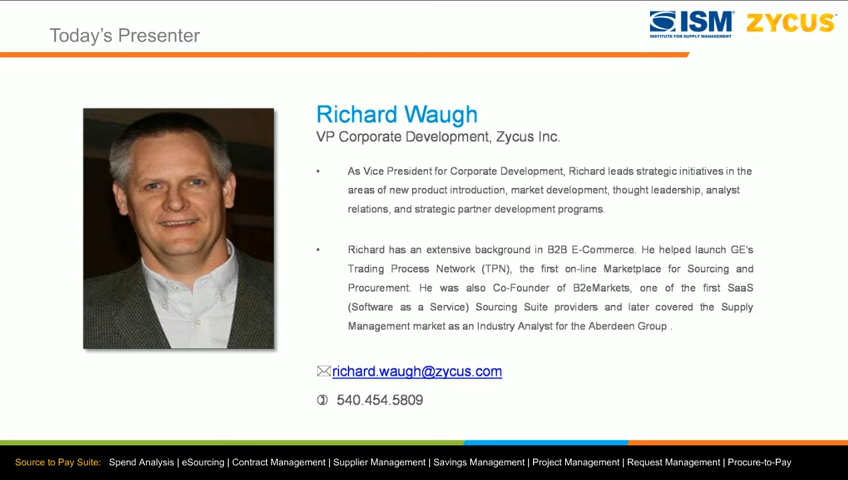 Today's Presenter
ISM
INSTITUTE FOR SUPPLY MANAGEMENT
ZYCUS
Richard Waugh
VP Corporate Development, Zycus Inc.
• As Vice President for Corporate Development, Richard leads strategic initiatives in the
areas of new product introduction, market development, thought leadership, analyst
relations, and strategic partner development programs.
• Richard has an extensive background in B2B E-Commerce. He helped launch GE's
Trading Process Network (TPN), the first on-line Marketplace for Sourcing and
Procurement. He was also Co-Founder of B2eMarkets, one of the first SaaS
(Software as a Service) Sourcing Suite providers and later covered the Supply
Management market as an Industry Analyst for the Aberdeen Group .
richard.waugh@zycus.com
540.454.5809
Source to Pay Suite: Spend Analysis | eSourcing | Contract Management | Supplier Management | Savings Management | Project Management | Request Management | Procure-to-Pay